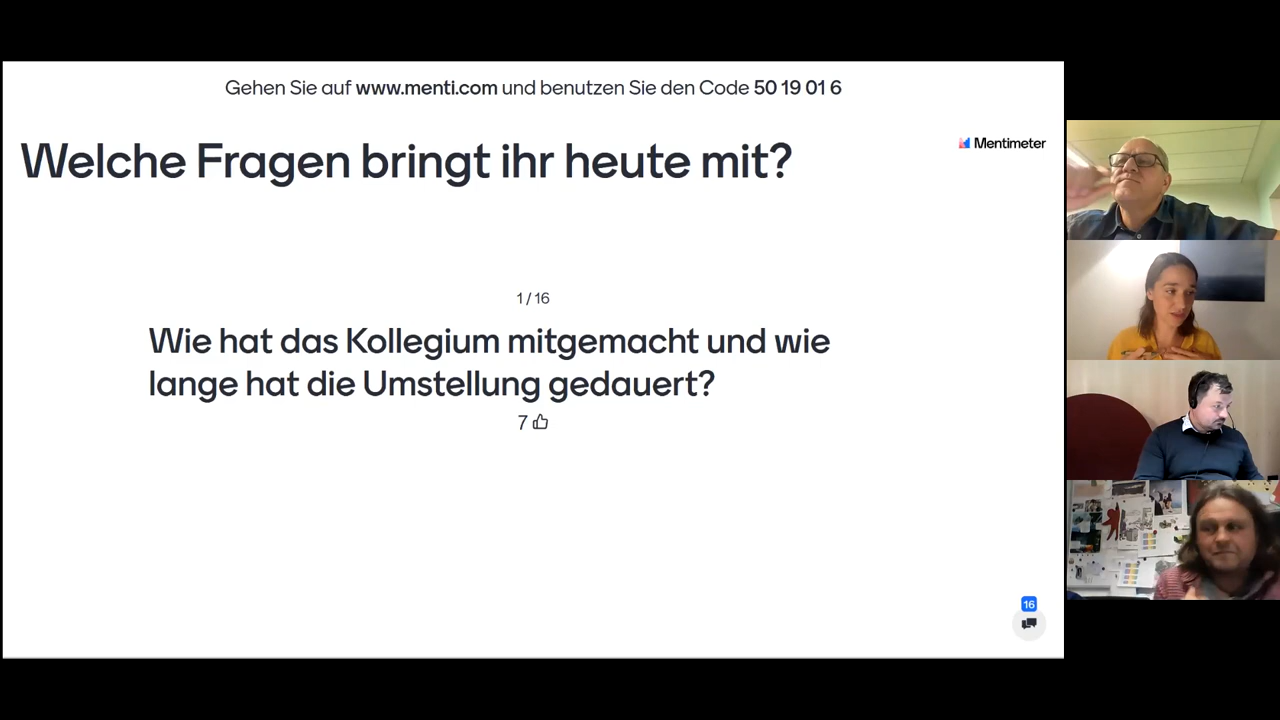 Gehen Sie auf www.menti.com und benutzen Sie den Code 50 19 01 6
Welche Fragen bringt ihr heute mit?
Mentimeter
1 / 16
Wie hat das Kollegium mitgemacht und wie
lange hat die Umstellung gedauert?
7
16